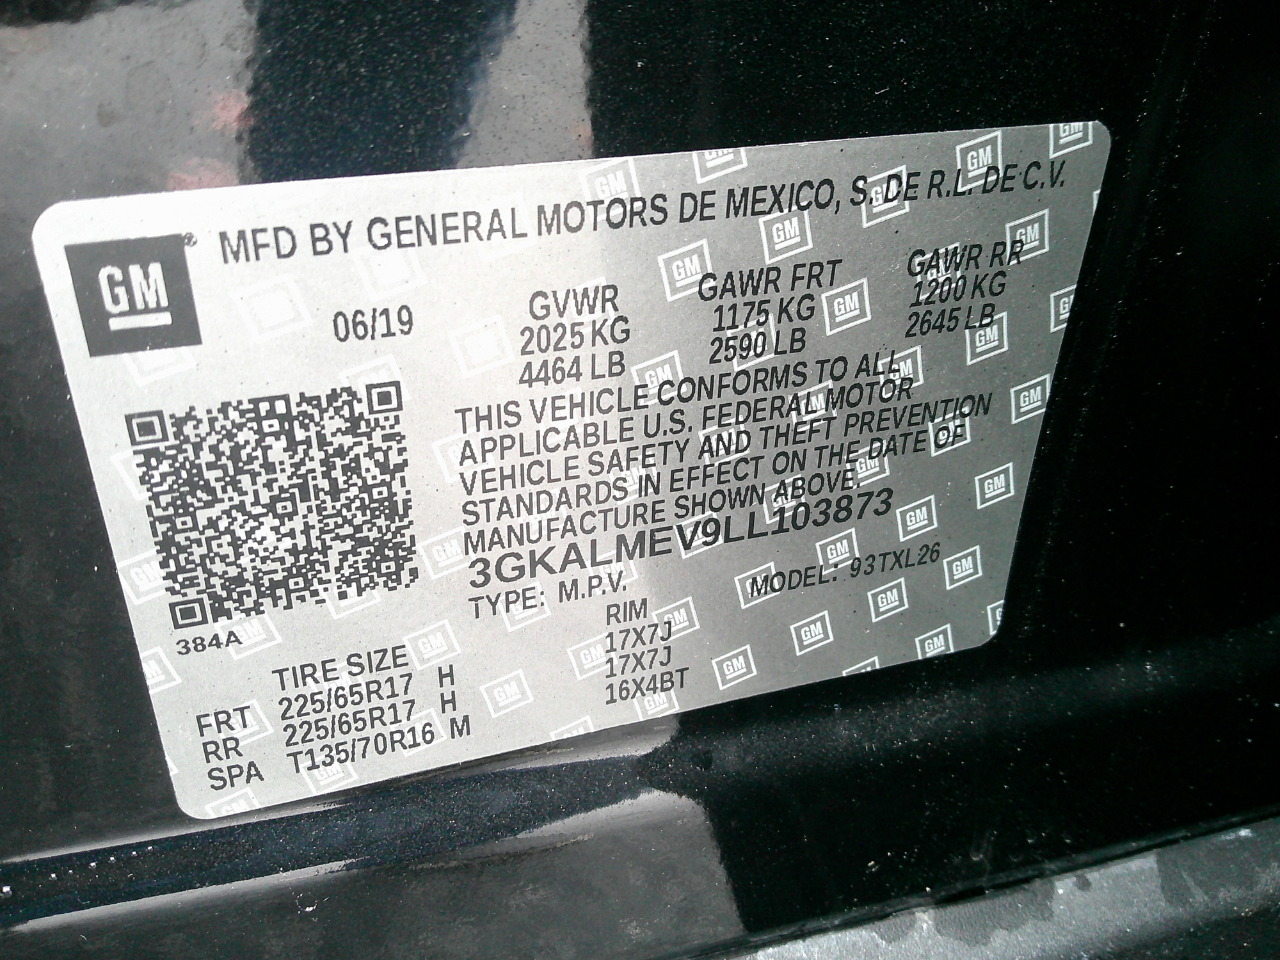 GM ® MFD BY GENERAL MOTORS DE MEXICO, S. DE R.L. DE C.V.
06/19
GVWR GAWR FRT GAWR RR
2025 KG 1175 KG 1200 KG
4464 LB 2590 LB 2645 LB
THIS VEHICLE CONFORMS TO ALL
APPLICABLE U.S. FEDERAL MOTOR
VEHICLE SAFETY AND THEFT PREVENTION
STANDARDS IN EFFECT ON THE DATE OF
MANUFACTURE SHOWN ABOVE.
3GKALMEV9LL103873
TYPE: M.P.V. MODEL: 93TXL26
384A
TIRE SIZE RIM
FRT 225/65R17 H 17X7J
RR 225/65R17 H 17X7J
SPA T135/70R16 M 16X4BT